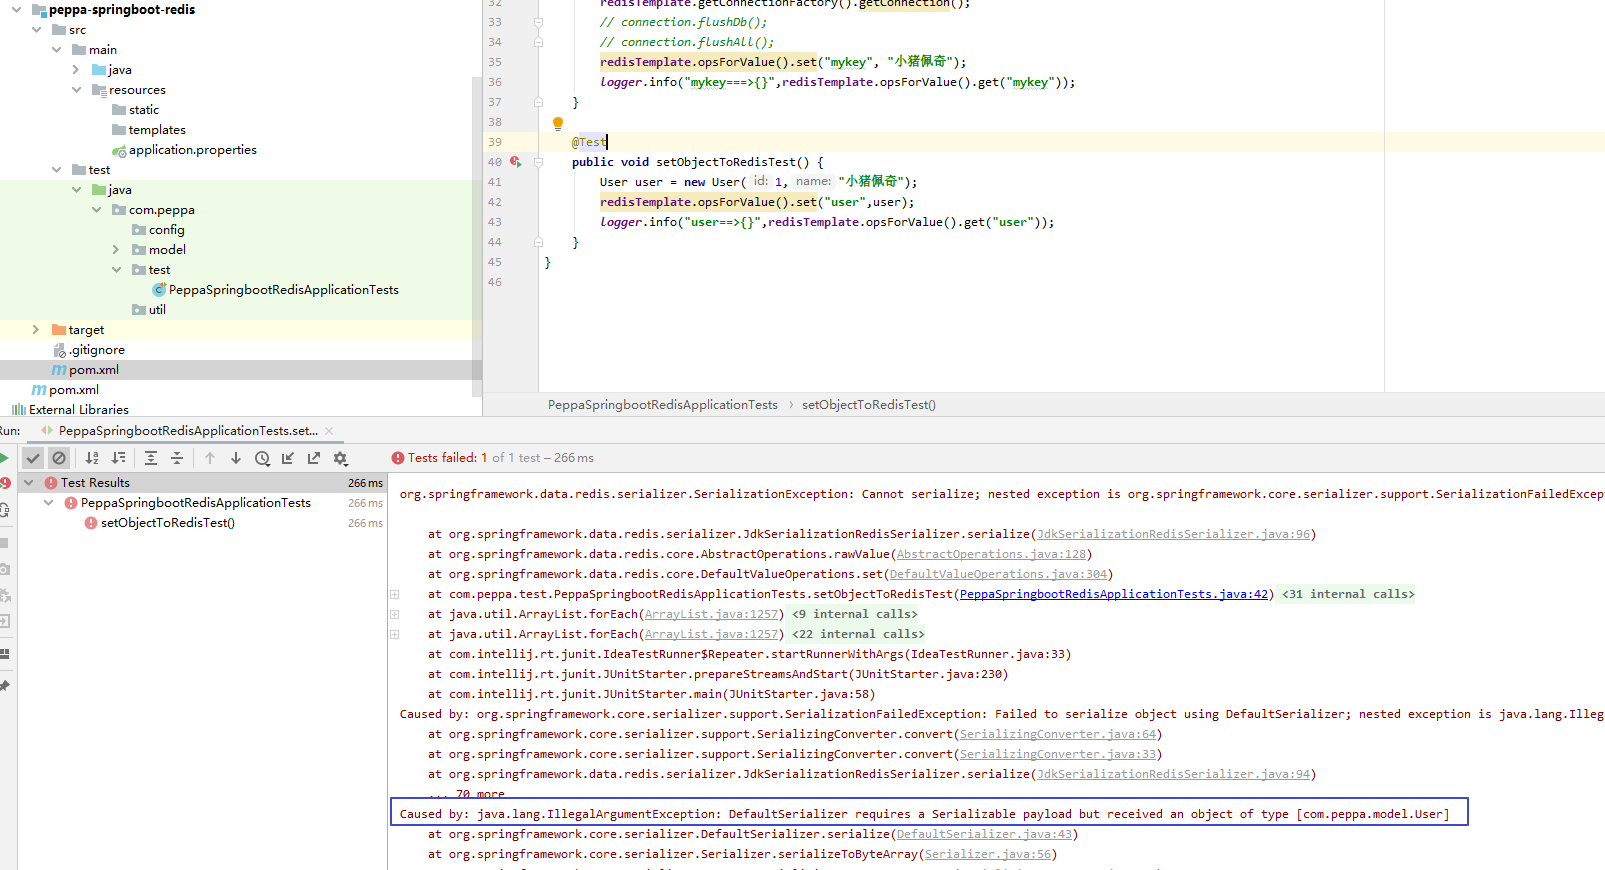 peppa-springboot-redis
src
main
java
resources
static
templates
application.properties
test
java
com.peppa
config
model
test
PeppaSpringbootRedisApplicationTests
util
target
.gitignore
pom.xml
pom.xml
External Libraries
32 redisTemplate.getConnectionFactory().getConnection();
33 // connection.flushDb();
34 // connection.flushAll();
35 redisTemplate.opsForValue().set("mykey", "小猪佩奇");
36 logger.info("mykey===>{}",redisTemplate.opsForValue().get("mykey"));
37 }
38
39 @Test
40 public void setObjectToRedisTest() {
41 User user = new User( id: 1, name: "小猪佩奇");
42 redisTemplate.opsForValue().set("user",user);
43 logger.info("user==>{}",redisTemplate.opsForValue().get("user"));
44 }
45 }
46
PeppaSpringbootRedisApplicationTests › setObjectToRedisTest()
Run: PeppaSpringbootRedisApplicationTests.set... ×
Tests failed: 1 of 1 test – 266 ms
Test Results 266 ms
PeppaSpringbootRedisApplicationTests 266 ms
setObjectToRedisTest() 266 ms
org.springframework.data.redis.serializer.SerializationException: Cannot serialize; nested exception is org.springframework.core.serializer.support.SerializationFailedExcep
at org.springframework.data.redis.serializer.JdkSerializationRedisSerializer.serialize(JdkSerializationRedisSerializer.java:96)
at org.springframework.data.redis.core.AbstractOperations.rawValue(AbstractOperations.java:128)
at org.springframework.data.redis.core.DefaultValueOperations.set(DefaultValueOperations.java:304)
at com.peppa.test.PeppaSpringbootRedisApplicationTests.setObjectToRedisTest(PeppaSpringbootRedisApplicationTests.java:42) <31 internal calls>
at java.util.ArrayList.forEach(ArrayList.java:1257) <9 internal calls>
at java.util.ArrayList.forEach(ArrayList.java:1257) <22 internal calls>
at com.intellij.rt.junit.IdeaTestRunner$Repeater.startRunnerWithArgs(IdeaTestRunner.java:33)
at com.intellij.rt.junit.JUnitStarter.prepareStreamsAndStart(JUnitStarter.java:230)
at com.intellij.rt.junit.JUnitStarter.main(JUnitStarter.java:58)
Caused by: org.springframework.core.serializer.support.SerializationFailedException: Failed to serialize object using DefaultSerializer; nested exception is java.lang.Illeg
at org.springframework.core.serializer.support.SerializingConverter.convert(SerializingConverter.java:64)
at org.springframework.core.serializer.support.SerializingConverter.convert(SerializingConverter.java:33)
at org.springframework.data.redis.serializer.JdkSerializationRedisSerializer.serialize(JdkSerializationRedisSerializer.java:94)
... 70 more
Caused by: java.lang.IllegalArgumentException: DefaultSerializer requires a Serializable payload but received an object of type [com.peppa.model.User]
at org.springframework.core.serializer.DefaultSerializer.serialize(DefaultSerializer.java:43)
at org.springframework.core.serializer.Serializer.serializeToByteArray(Serializer.java:56)